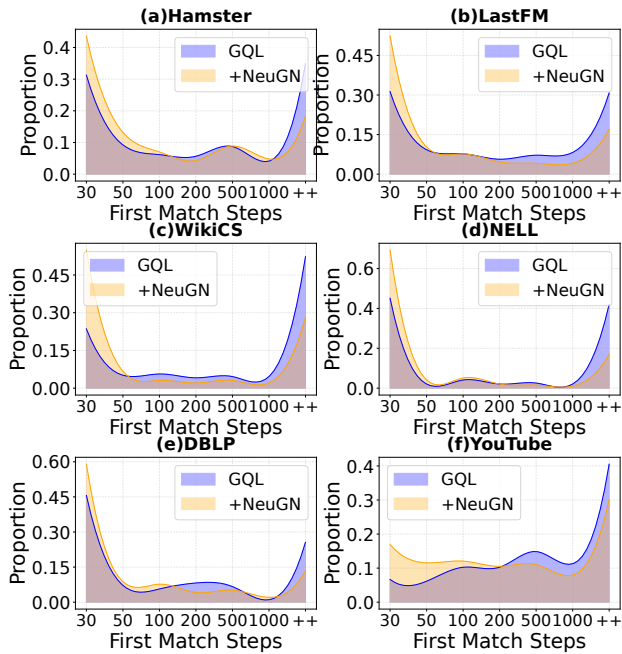 (a)Hamster
0.4
0.3
0.2
0.1
0.0
Proportion
GQL
+NeuGN
30 50 100 200 500 1000 ++
First Match Steps
(b)LastFM
0.45
0.30
0.15
0.00
Proportion
GQL
+NeuGN
30 50 100 200 500 1000 ++
First Match Steps
(c)WikiCS
0.45
0.30
0.15
0.00
Proportion
GQL
+NeuGN
30 50 100 200 500 1000 ++
First Match Steps
(d)NELL
0.6
0.4
0.2
0.0
Proportion
GQL
+NeuGN
30 50 100 200 500 1000 ++
First Match Steps
(e)DBLP
0.60
0.45
0.30
0.15
0.00
Proportion
GQL
+NeuGN
30 50 100 200 500 1000 ++
First Match Steps
(f)YouTube
0.4
0.3
0.2
0.1
0.0
Proportion
GQL
+NeuGN
30 50 100 200 500 1000 ++
First Match Steps